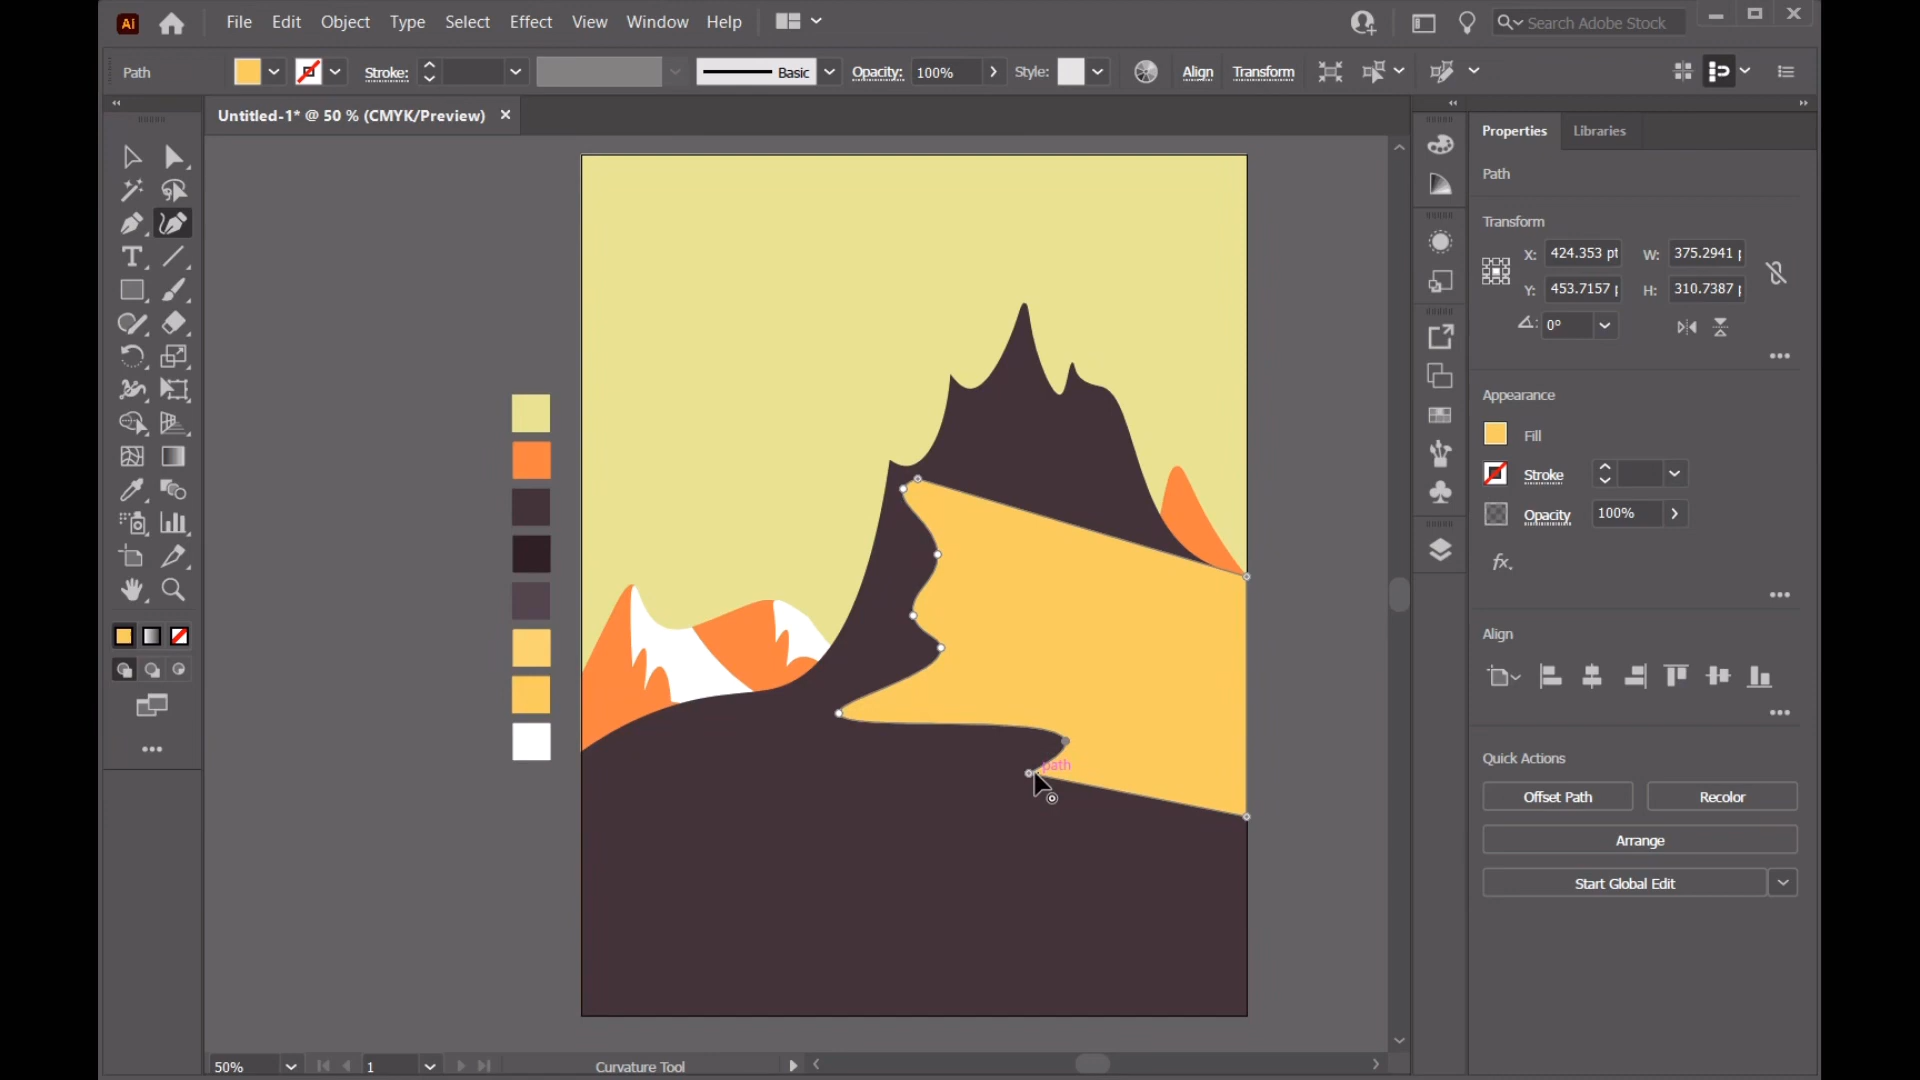 Ai File Edit Object Type Select Effect View Window Help Search Adobe Stock
Path Stroke: Basic Opacity: 100% Style: Align Transform
Untitled-1* @ 50 % (CMYK/Preview)
Properties Libraries
Path
Transform
X: 424.353 pt W: 375.2941 p
Y: 453.7157 p H: 310.7387 p
0°
Appearance
Fill
Stroke
Opacity 100%
fx.
Align
path
Quick Actions
Offset Path Recolor
Arrange
Start Global Edit
50% 1 Curvature Tool